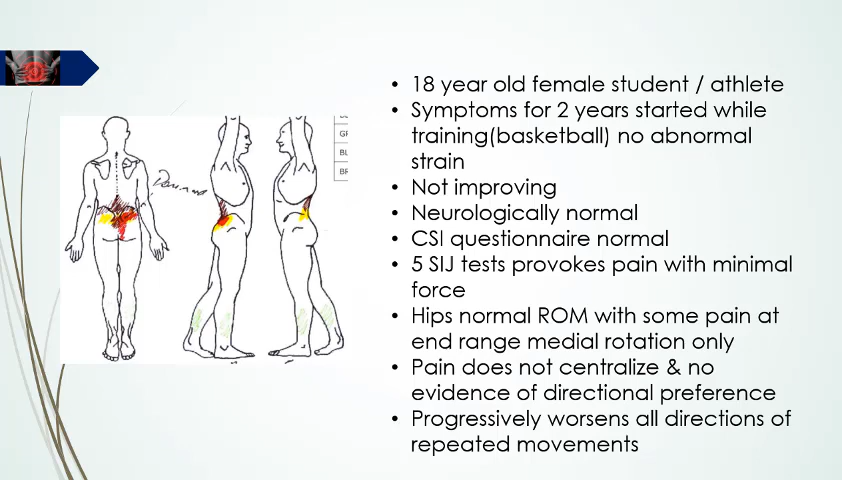 • 18 year old female student / athlete
• Symptoms for 2 years started while
training(basketball) no abnormal
strain
• Not improving
• Neurologically normal
• CSI questionnaire normal
• 5 SIJ tests provokes pain with minimal
force
• Hips normal ROM with some pain at
end range medial rotation only
• Pain does not centralize & no
evidence of directional preference
• Progressively worsens all directions of
repeated movements